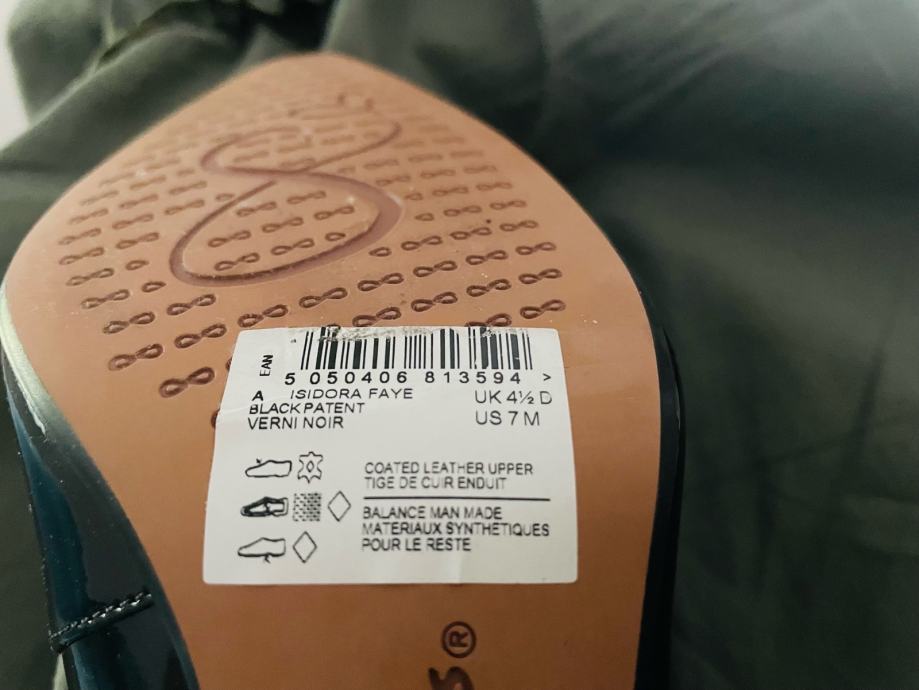 EAN
5 050406 813594 >
A ISIDORA FAYE UK 4½ D
BLACK PATENT US 7 M
VERNI NOIR
COATED LEATHER UPPER
TIGE DE CUIR ENDUIT
BALANCE MAN MADE
MATERIAUX SYNTHETIQUES
POUR LE RESTE
S®